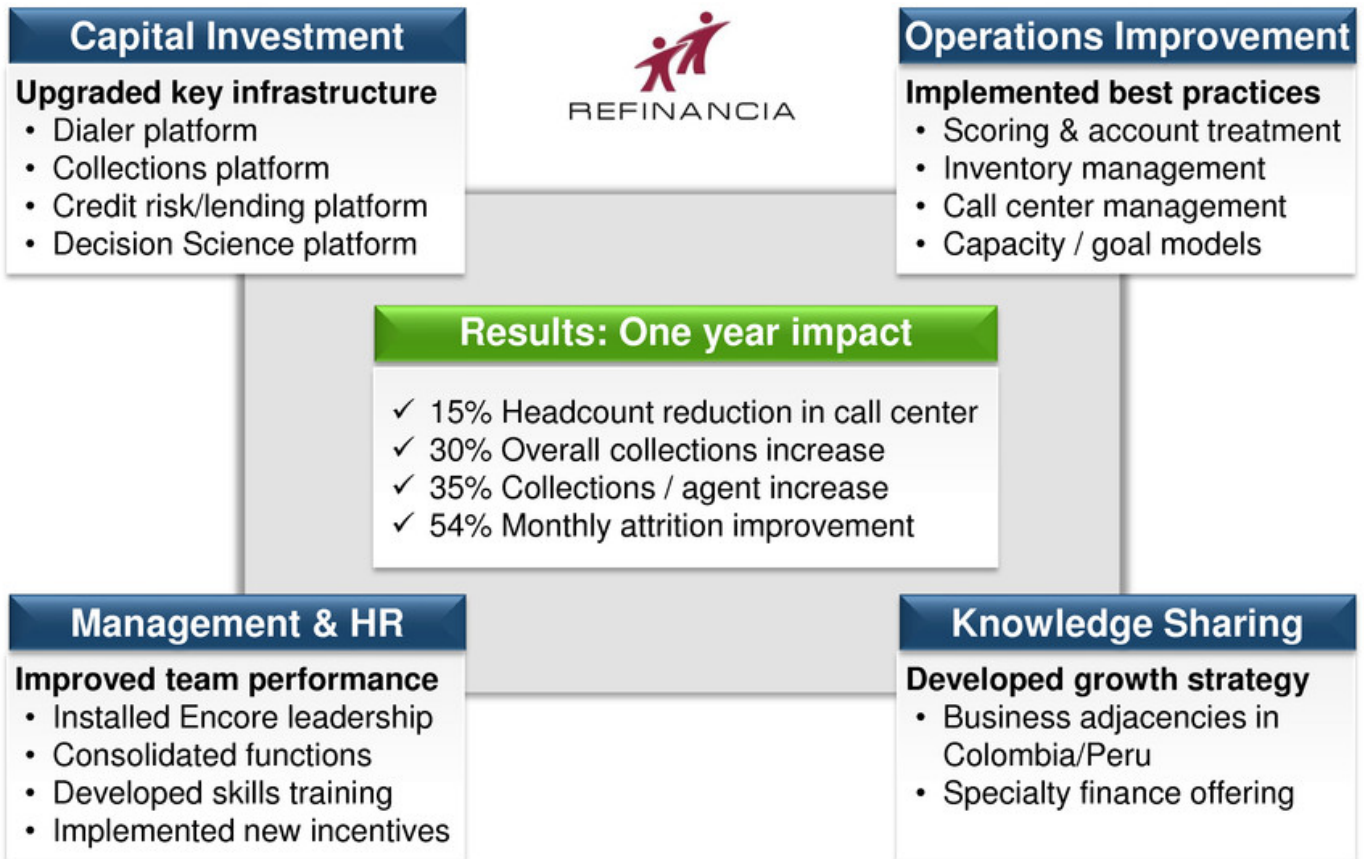 Capital Investment
Upgraded key infrastructure
• Dialer platform
• Collections platform
• Credit risk/lending platform
• Decision Science platform
REFINANCIA
Operations Improvement
Implemented best practices
• Scoring & account treatment
• Inventory management
• Call center management
• Capacity / goal models
Results: One year impact
✓ 15% Headcount reduction in call center
✓ 30% Overall collections increase
✓ 35% Collections / agent increase
✓ 54% Monthly attrition improvement
Management & HR
Improved team performance
• Installed Encore leadership
• Consolidated functions
• Developed skills training
• Implemented new incentives
Knowledge Sharing
Developed growth strategy
• Business adjacencies in
Colombia/Peru
• Specialty finance offering